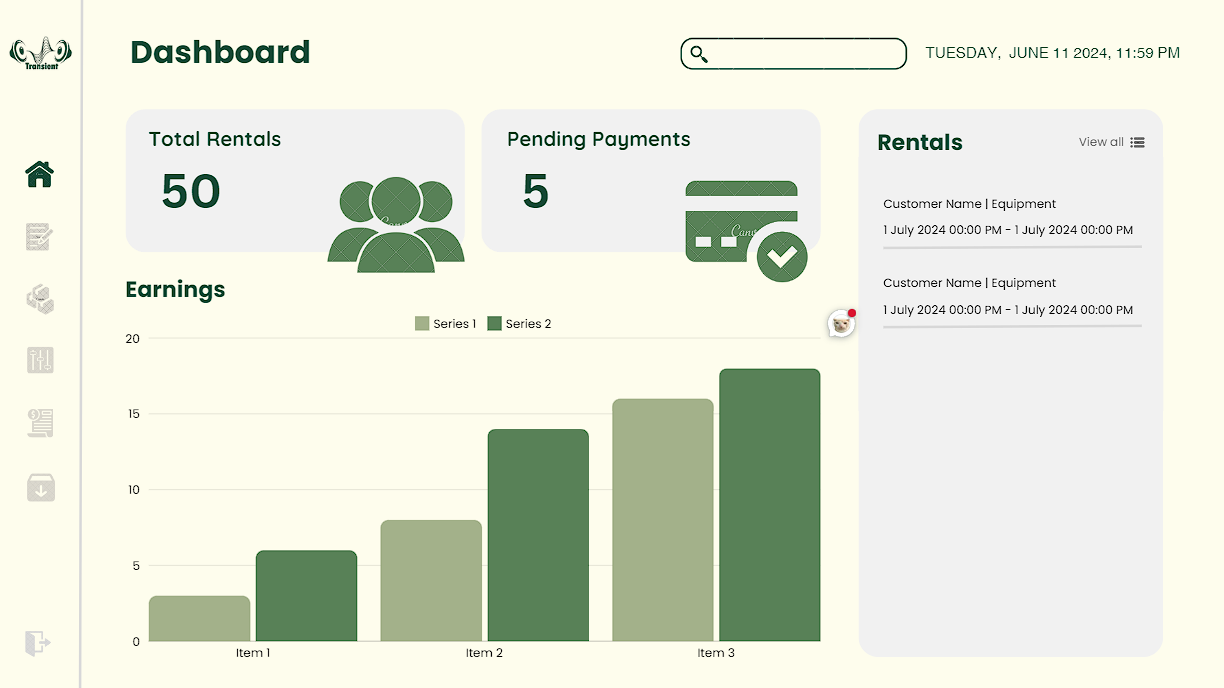 Transient
Dashboard
TUESDAY, JUNE 11 2024, 11:59 PM
Total Rentals
50
Pending Payments
5
Rentals
View all
Customer Name | Equipment
1 July 2024 00:00 PM - 1 July 2024 00:00 PM
Customer Name | Equipment
1 July 2024 00:00 PM - 1 July 2024 00:00 PM
Earnings
Series 1
Series 2
20
15
10
5
0
Item 1
Item 2
Item 3